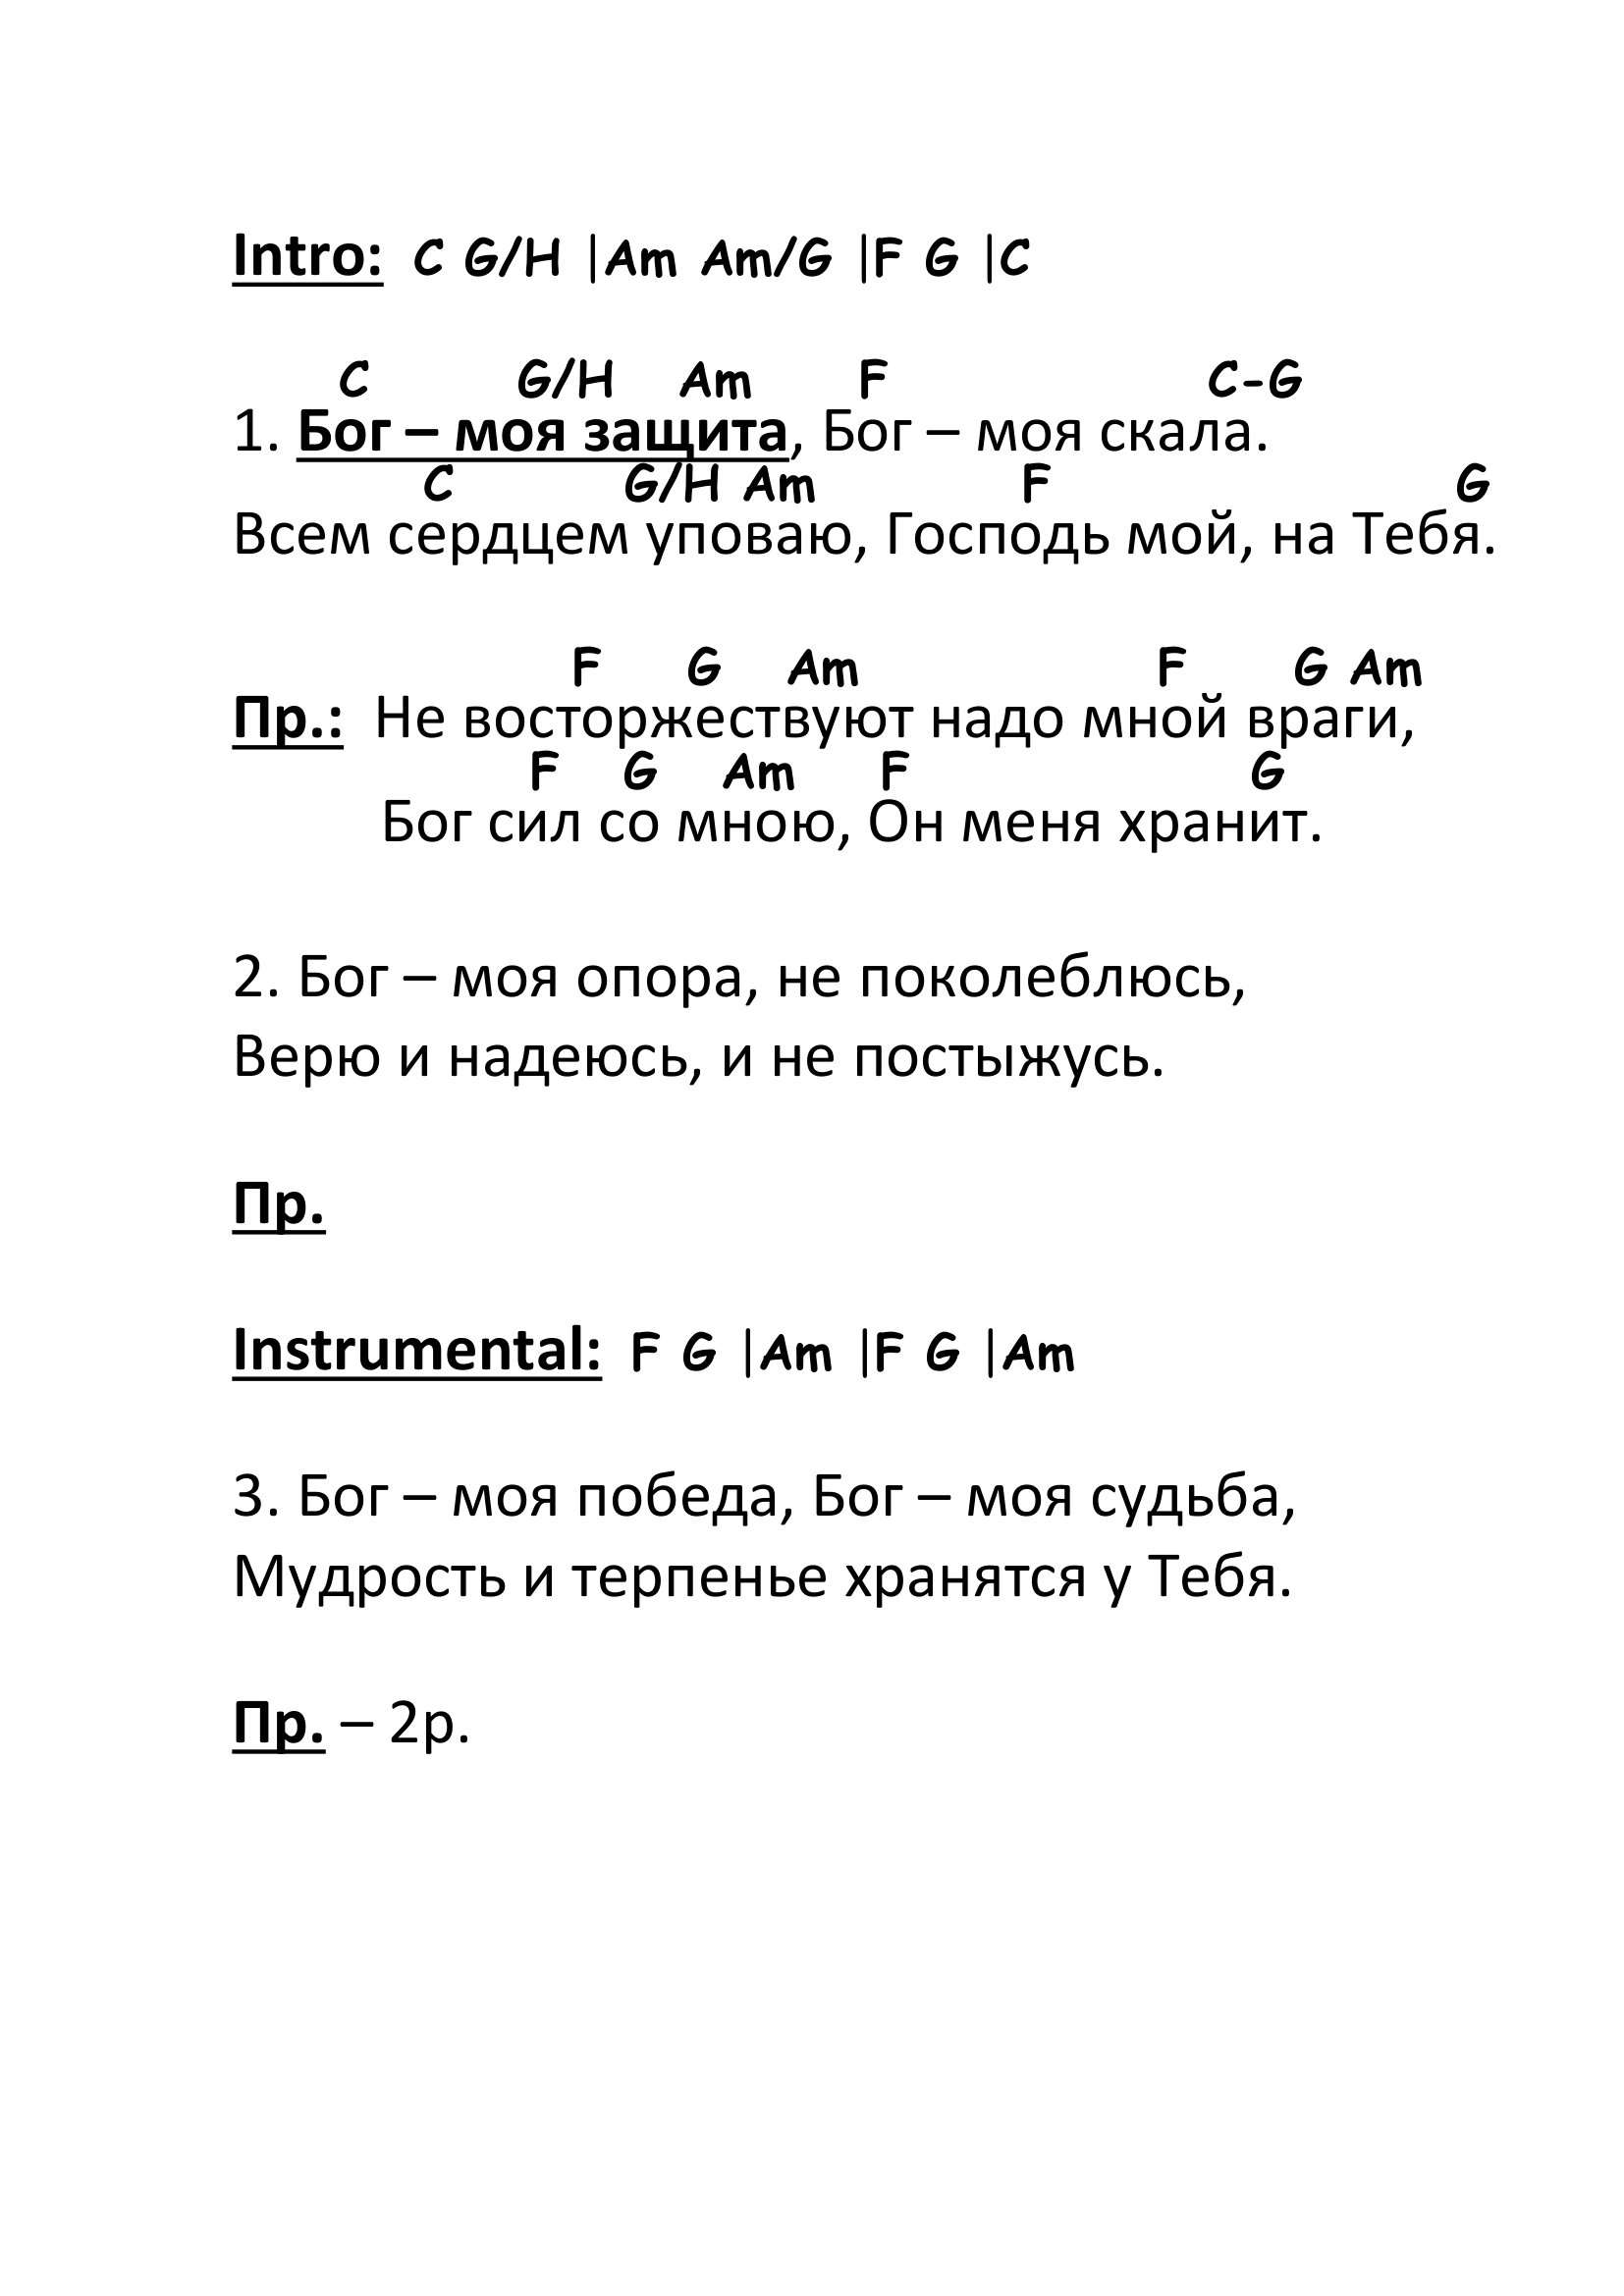 Intro: C G/H |Am Am/G |F G |C
C G/H Am F C-G
1. Бог – моя защита, Бог – моя скала.
C G/H Am F G
Всем сердцем уповаю, Господь мой, на Тебя.
F G Am F G Am
Пр.: Не восторжествуют надо мной враги,
F G Am F G
Бог сил со мною, Он меня хранит.
2. Бог – моя опора, не поколеблюсь,
Верю и надеюсь, и не постыжусь.
Пр.
Instrumental: F G |Am |F G |Am
3. Бог – моя победа, Бог – моя судьба,
Мудрость и терпенье хранятся у Тебя.
Пр. – 2р.